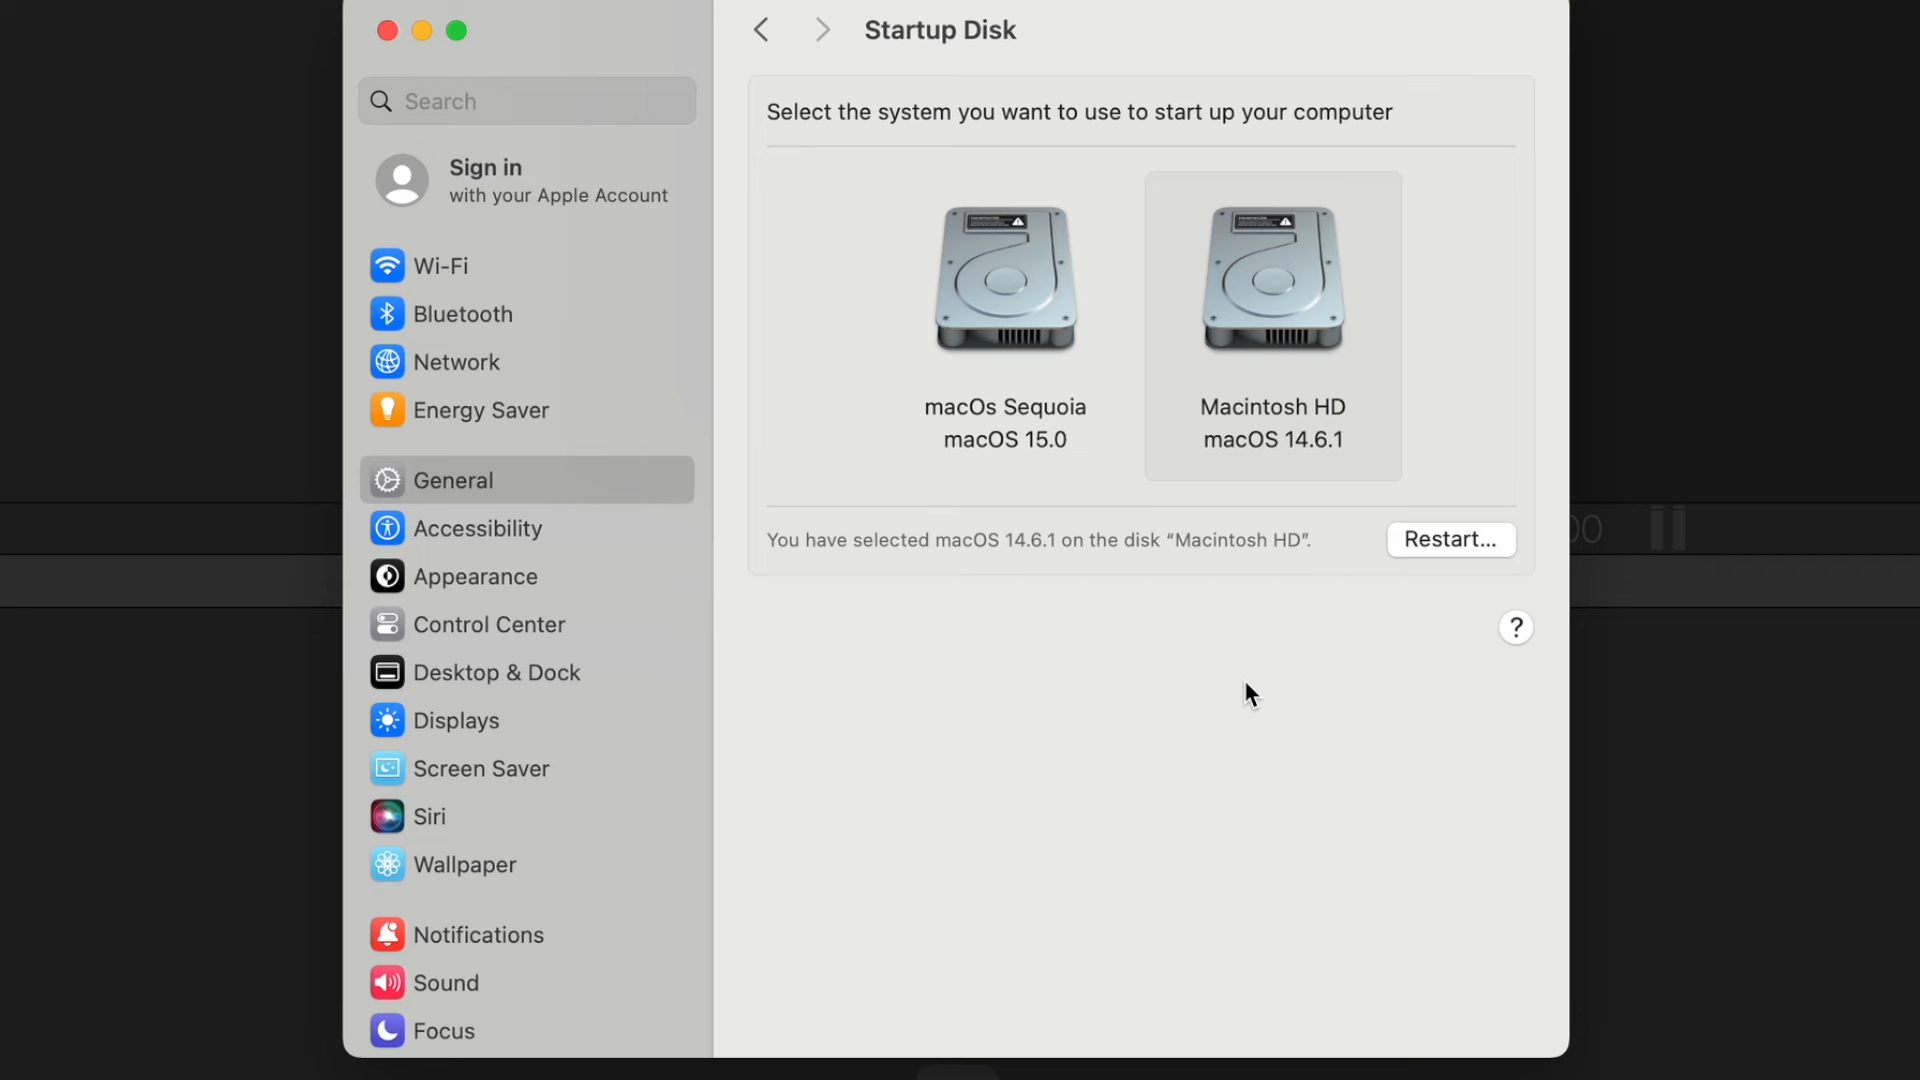 Startup Disk
Search
Sign in
with your Apple Account
Wi-Fi
Bluetooth
Network
Energy Saver
General
Accessibility
Appearance
Control Center
Desktop & Dock
Displays
Screen Saver
Siri
Wallpaper
Notifications
Sound
Focus
Select the system you want to use to start up your computer
macOs Sequoia
macOS 15.0
Macintosh HD
macOS 14.6.1
You have selected macOS 14.6.1 on the disk “Macintosh HD”.
Restart...
?